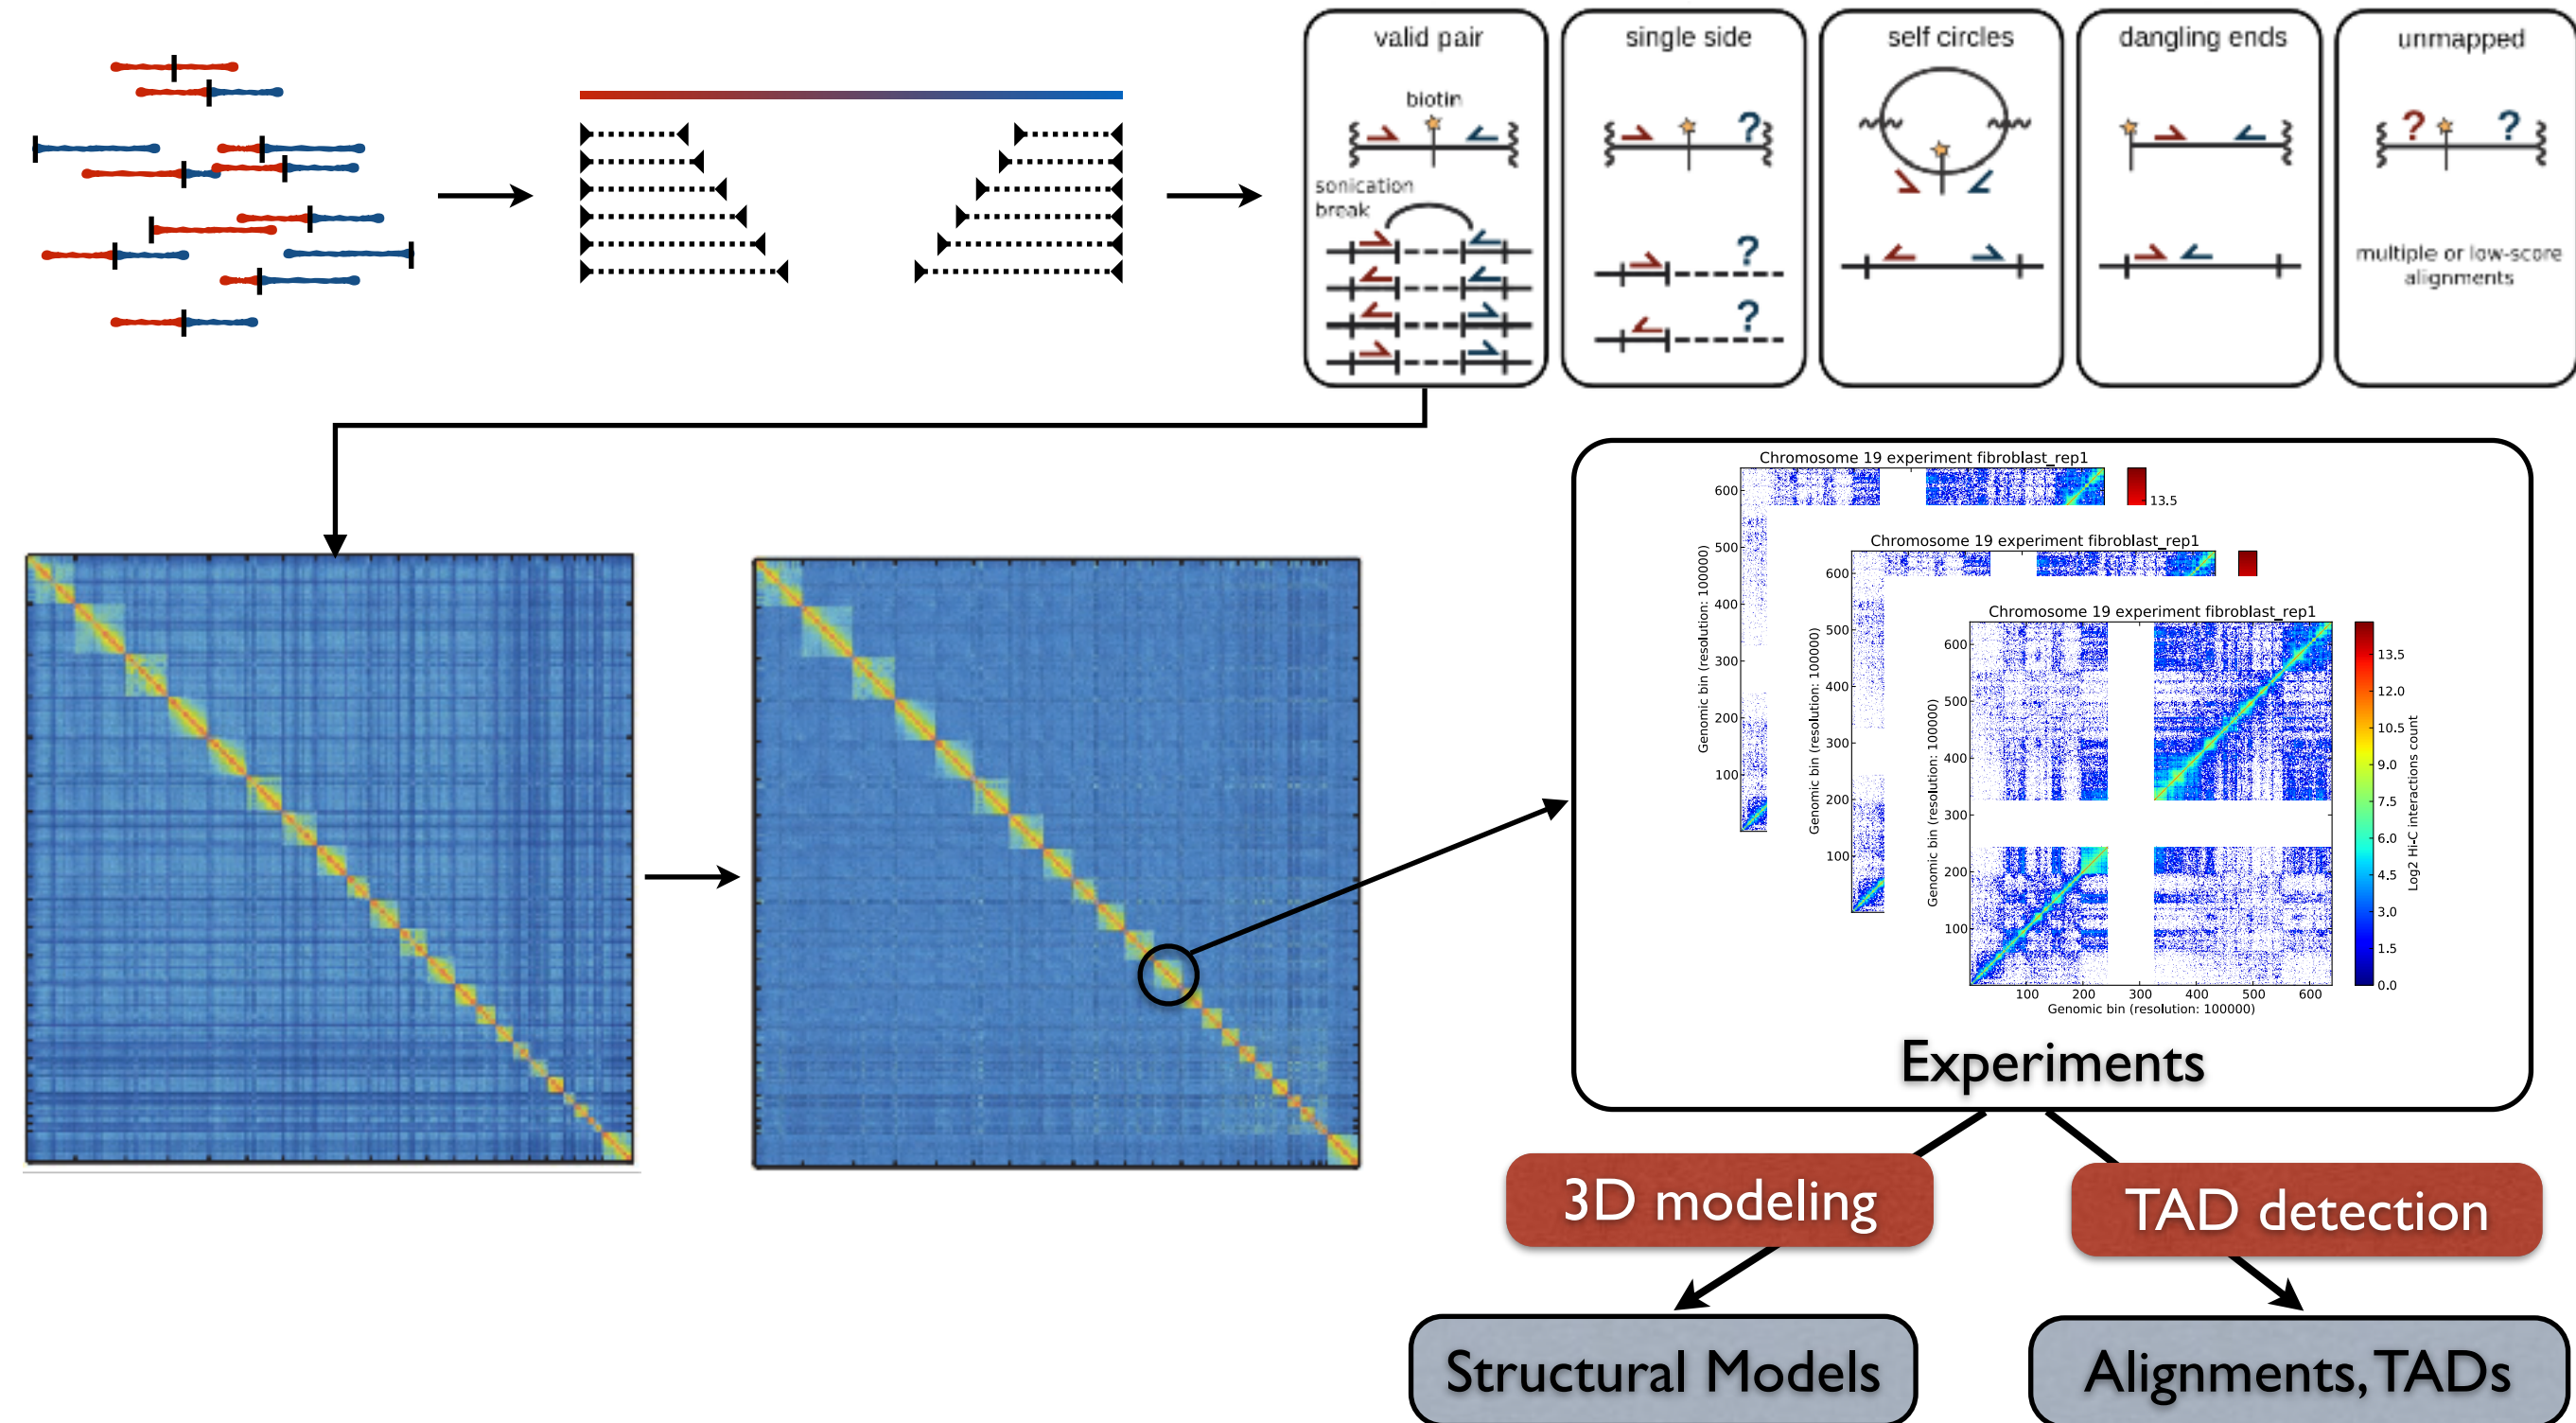 valid pair
biotin
sonication
break
single side
?
?
?
self circles
dangling ends
unmapped
? ?
multiple or low-score
alignments
Chromosome 19 experiment fibroblast_rep1
600
500
400
300
200
100
Genomic bin (resolution: 100000)
13.5
Chromosome 19 experiment fibroblast_rep1
600
500
400
300
200
100
Genomic bin (resolution: 100000)
Chromosome 19 experiment fibroblast_rep1
600
500
400
300
200
100
Genomic bin (resolution: 100000)
100 200 300 400 500 600
Genomic bin (resolution: 100000)
13.5
12.0
10.5
9.0
7.5
6.0
4.5
3.0
1.5
0.0
Log2 Hi-C interactions count
Experiments
3D modeling
TAD detection
Structural Models
Alignments, TADs